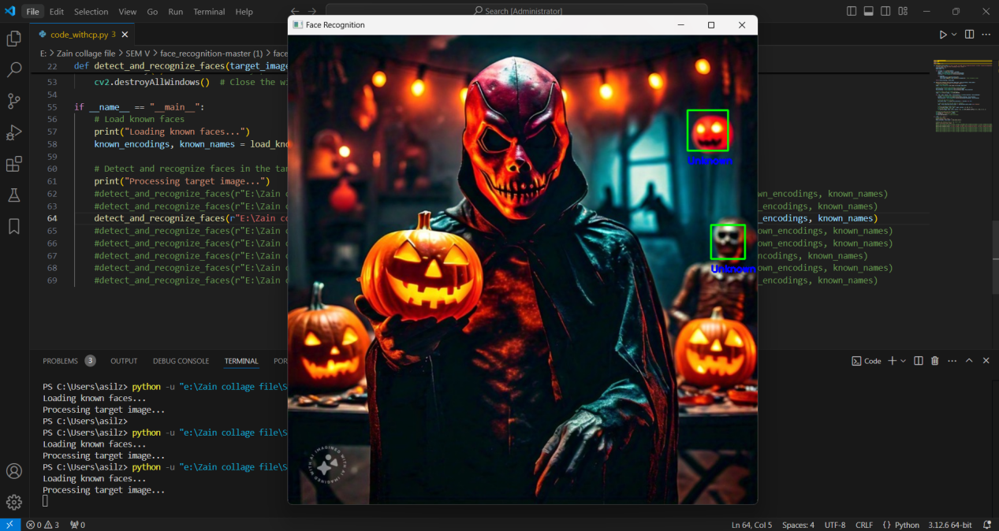 File Edit Selection View Go Run Terminal Help
Search [Administrator]
Face Recognition
code_withcp.py 3
E: > Zain collage file > SEM V > face_recognition-master (1) > face
22 def detect_and_recognize_faces(target_image
53 cv2.destroyAllWindows() # Close the wi
54
55 if __name__ == "__main__":
56 # Load known faces
57 print("Loading known faces...")
58 known_encodings, known_names = load_kno
59
60 # Detect and recognize faces in the tar
61 print("Processing target image...")
62 #detect_and_recognize_faces(r"E:\Zain c wn_encodings, known_names)
63 #detect_and_recognize_faces(r"E:\Zain c _encodings, known_names)
64 detect_and_recognize_faces(r"E:\Zain co _encodings, known_names)
65 #detect_and_recognize_faces(r"E:\Zain c own_encodings, known_names)
66 #detect_and_recognize_faces(r"E:\Zain c own_encodings, known_names)
67 #detect_and_recognize_faces(r"E:\Zain c ncodings, known_names)
68 #detect_and_recognize_faces(r"E:\Zain c own_encodings, known_names)
69 #detect_and_recognize_faces(r"E:\Zain c _encodings, known_names)
Unknown
Unknown
IMAGINED WITH AI
IMAGINED WITH AI
PROBLEMS 3 OUTPUT DEBUG CONSOLE TERMINAL POR
Code
PS C:\Users\asilz> python -u "e:\Zain collage file\S
Loading known faces...
Processing target image...
PS C:\Users\asilz>
PS C:\Users\asilz> python -u "e:\Zain collage file\S
Loading known faces...
Processing target image...
PS C:\Users\asilz> python -u "e:\Zain collage file\S
Loading known faces...
Processing target image...
0 3 0
Ln 64, Col 5 Spaces: 4 UTF-8 CRLF {} Python 3.12.6 64-bit